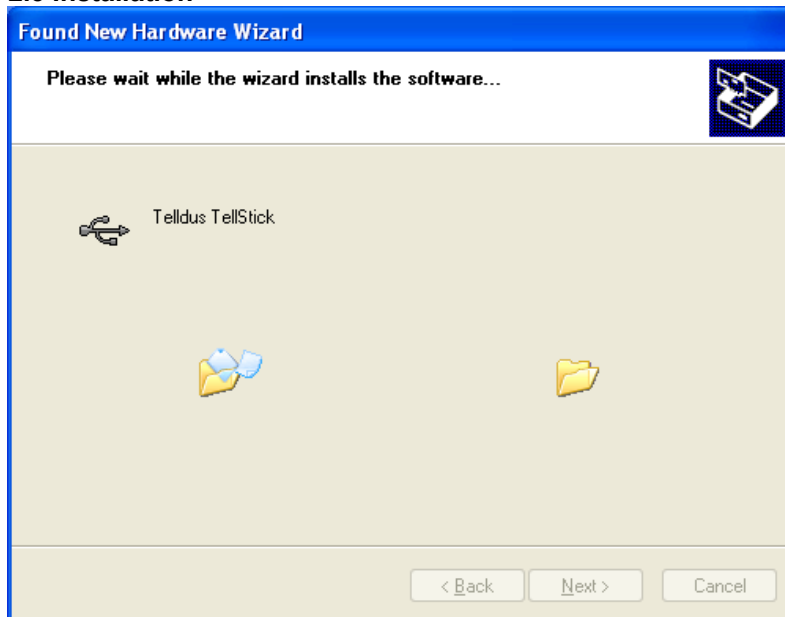 Found New Hardware Wizard
Please wait while the wizard installs the software...
Telldus TellStick
< Back Next > Cancel